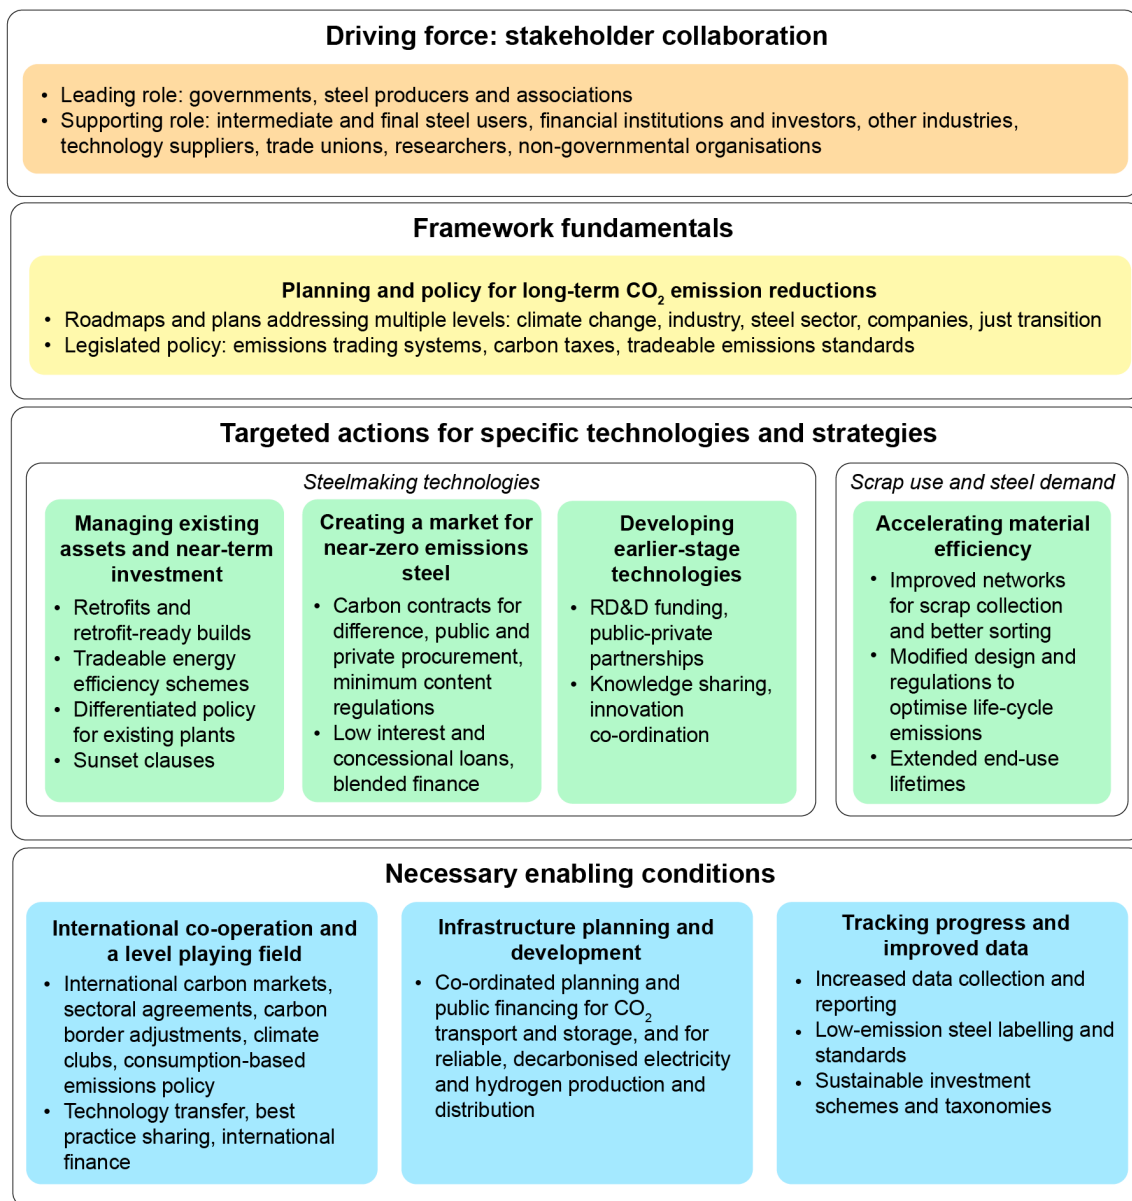 Driving force: stakeholder collaboration
• Leading role: governments, steel producers and associations
• Supporting role: intermediate and final steel users, financial institutions and investors, other industries,
technology suppliers, trade unions, researchers, non-governmental organisations
Framework fundamentals
Planning and policy for long-term CO₂ emission reductions
• Roadmaps and plans addressing multiple levels: climate change, industry, steel sector, companies, just transition
• Legislated policy: emissions trading systems, carbon taxes, tradeable emissions standards
Targeted actions for specific technologies and strategies
Steelmaking technologies
Managing existing
assets and near-term
investment
• Retrofits and
retrofit-ready builds
• Tradeable energy
efficiency schemes
• Differentiated policy
for existing plants
• Sunset clauses
Creating a market for
near-zero emissions
steel
• Carbon contracts for
difference, public and
private procurement,
minimum content
regulations
• Low interest and
concessional loans,
blended finance
Developing
earlier-stage
technologies
• RD&D funding,
public-private
partnerships
• Knowledge sharing,
innovation
co-ordination
Scrap use and steel demand
Accelerating material
efficiency
• Improved networks
for scrap collection
and better sorting
• Modified design and
regulations to
optimise life-cycle
emissions
• Extended end-use
lifetimes
Necessary enabling conditions
International co-operation and
a level playing field
• International carbon markets,
sectoral agreements, carbon
border adjustments, climate
clubs, consumption-based
emissions policy
• Technology transfer, best
practice sharing, international
finance
Infrastructure planning and
development
• Co-ordinated planning and
public financing for CO₂
transport and storage, and for
reliable, decarbonised electricity
and hydrogen production and
distribution
Tracking progress and
improved data
• Increased data collection and
reporting
• Low-emission steel labelling and
standards
• Sustainable investment
schemes and taxonomies